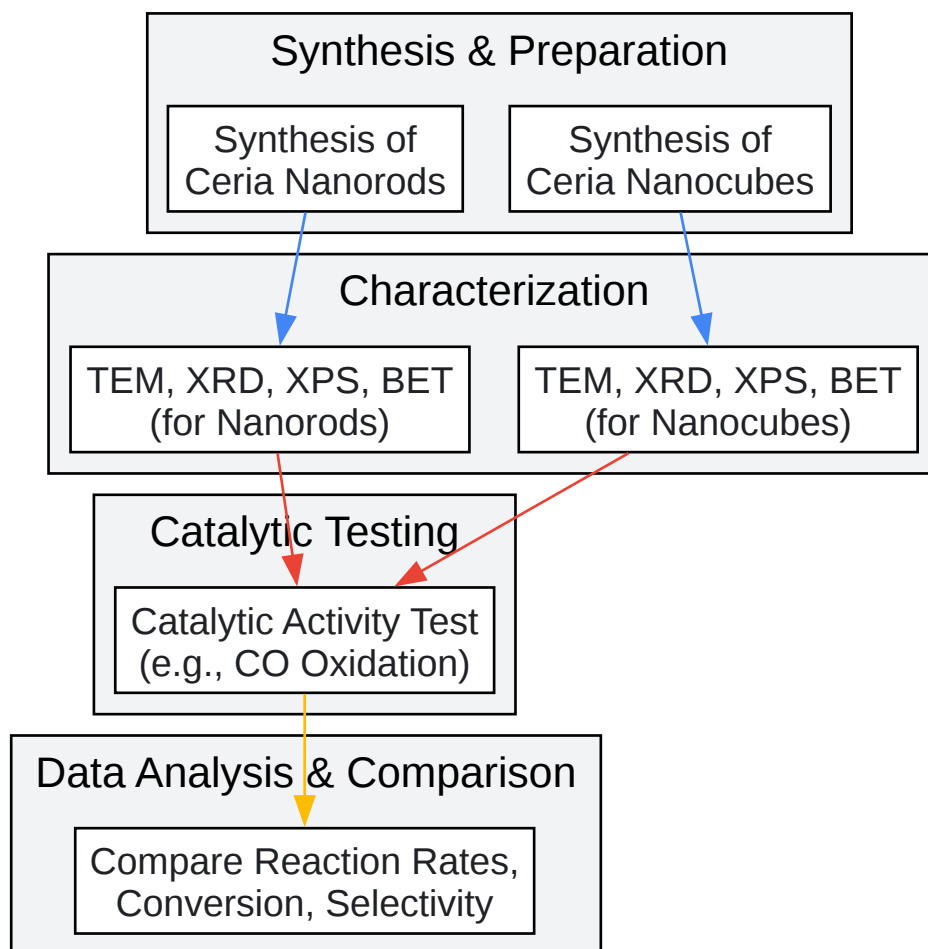 Synthesis & Preparation
Synthesis of
Ceria Nanorods
Synthesis of
Ceria Nanocubes
Characterization
TEM, XRD, XPS, BET
(for Nanorods)
TEM, XRD, XPS, BET
(for Nanocubes)
Catalytic Testing
Catalytic Activity Test
(e.g., CO Oxidation)
Data Analysis & Comparison
Compare Reaction Rates,
Conversion, Selectivity